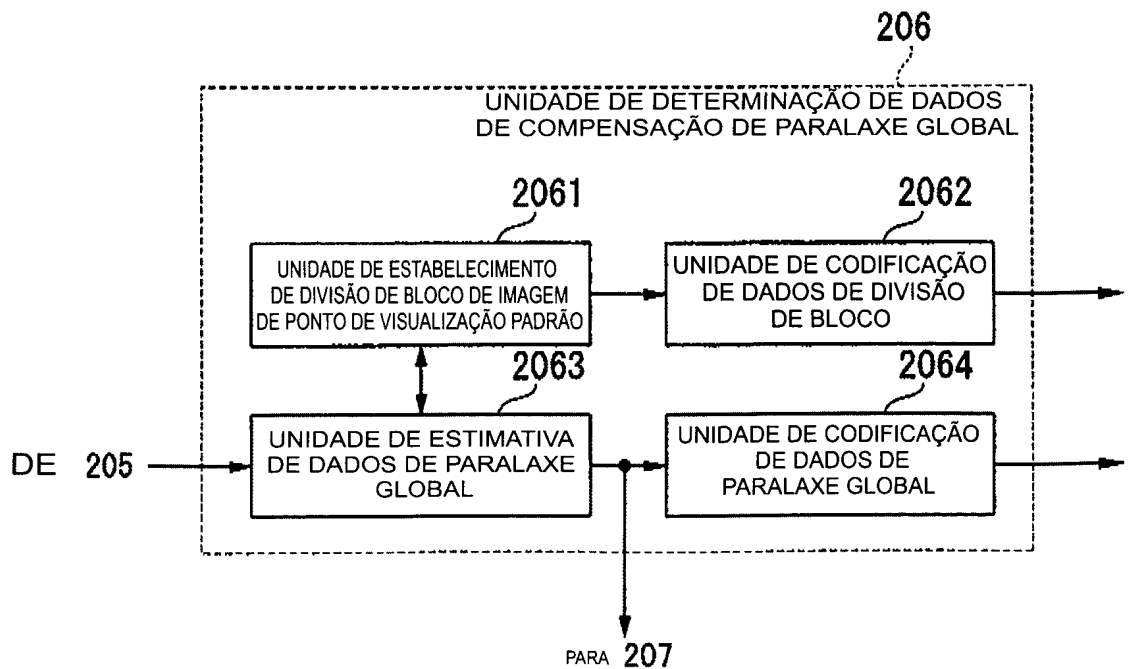 206
UNIDADE DE DETERMINAÇÃO DE DADOS
DE COMPENSAÇÃO DE PARALAXE GLOBAL
2061
UNIDADE DE ESTABELECIMENTO
DE DIVISÃO DE BLOCO DE IMAGEM
DE PONTO DE VISUALIZAÇÃO PADRÃO
2062
UNIDADE DE CODIFICAÇÃO
DE DADOS DE DIVISÃO
DE BLOCO
2063
UNIDADE DE ESTIMATIVA
DE DADOS DE PARALAXE
GLOBAL
2064
UNIDADE DE CODIFICAÇÃO
DE DADOS DE
PARALAXE GLOBAL
DE 205
PARA 207